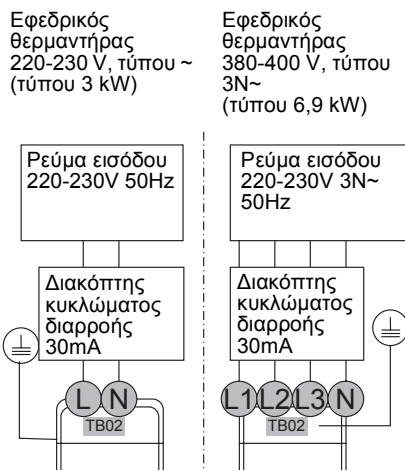 Εφεδρικός
θερμαντήρας
220-230 V, τύπου ~
(τύπου 3 kW)
Εφεδρικός
θερμαντήρας
380-400 V, τύπου
3N~
(τύπου 6,9 kW)
Ρεύμα εισόδου
220-230V 50Hz
Διακόπτης
κυκλώματος
διαρροής
30mA
L N
TB02
Ρεύμα εισόδου
220-230V 3N~
50Hz
Διακόπτης
κυκλώματος
διαρροής
30mA
L1 L2 L3 N
TB02